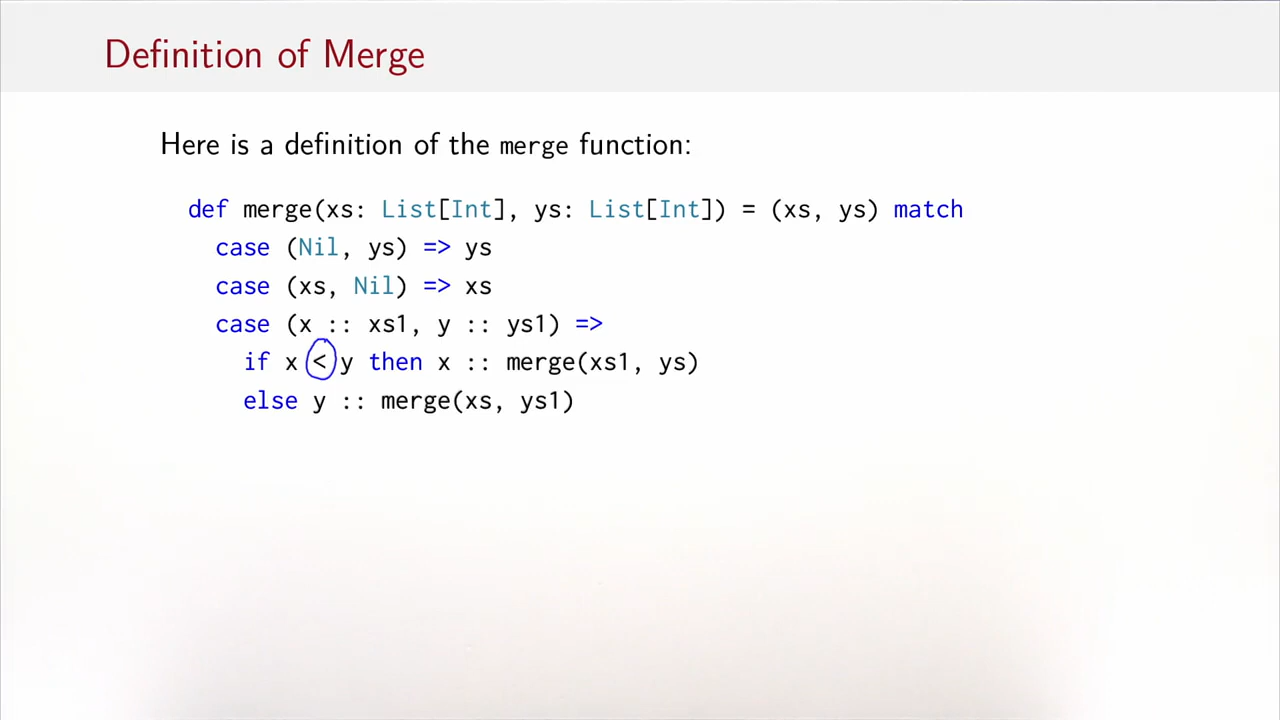 Definition of Merge
Here is a definition of the merge function:
def merge(xs: List[Int], ys: List[Int]) = (xs, ys) match
case (Nil, ys) => ys
case (xs, Nil) => xs
case (x :: xs1, y :: ys1) =>
if x < y then x :: merge(xs1, ys)
else y :: merge(xs, ys1)